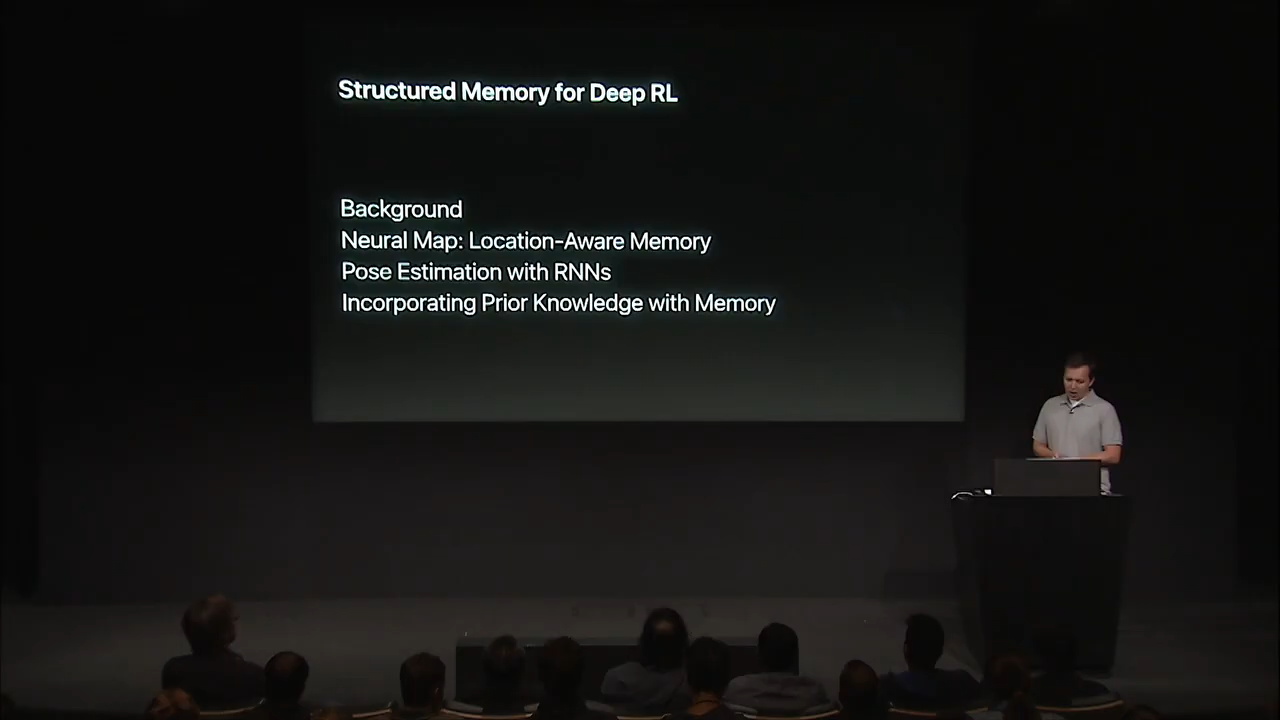 Structured Memory for Deep RL
Background
Neural Map: Location-Aware Memory
Pose Estimation with RNNs
Incorporating Prior Knowledge with Memory